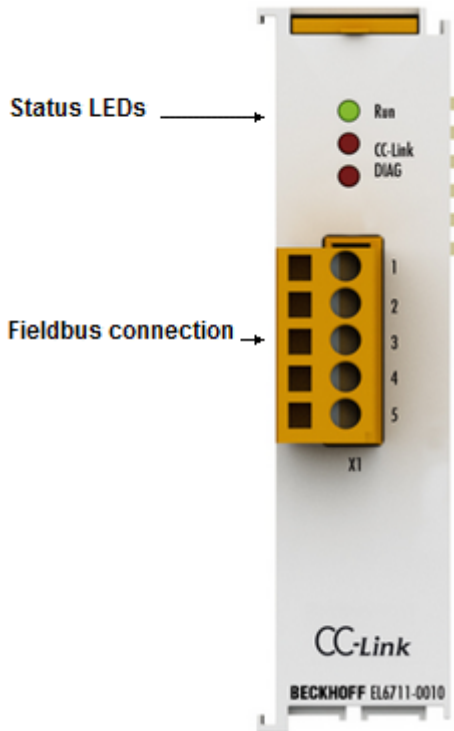 Status LEDs
Run
CC-Link
DIAG
1
2
Fieldbus connection
3
4
5
X1
CC-Link
BECKHOFF EL6711-0010